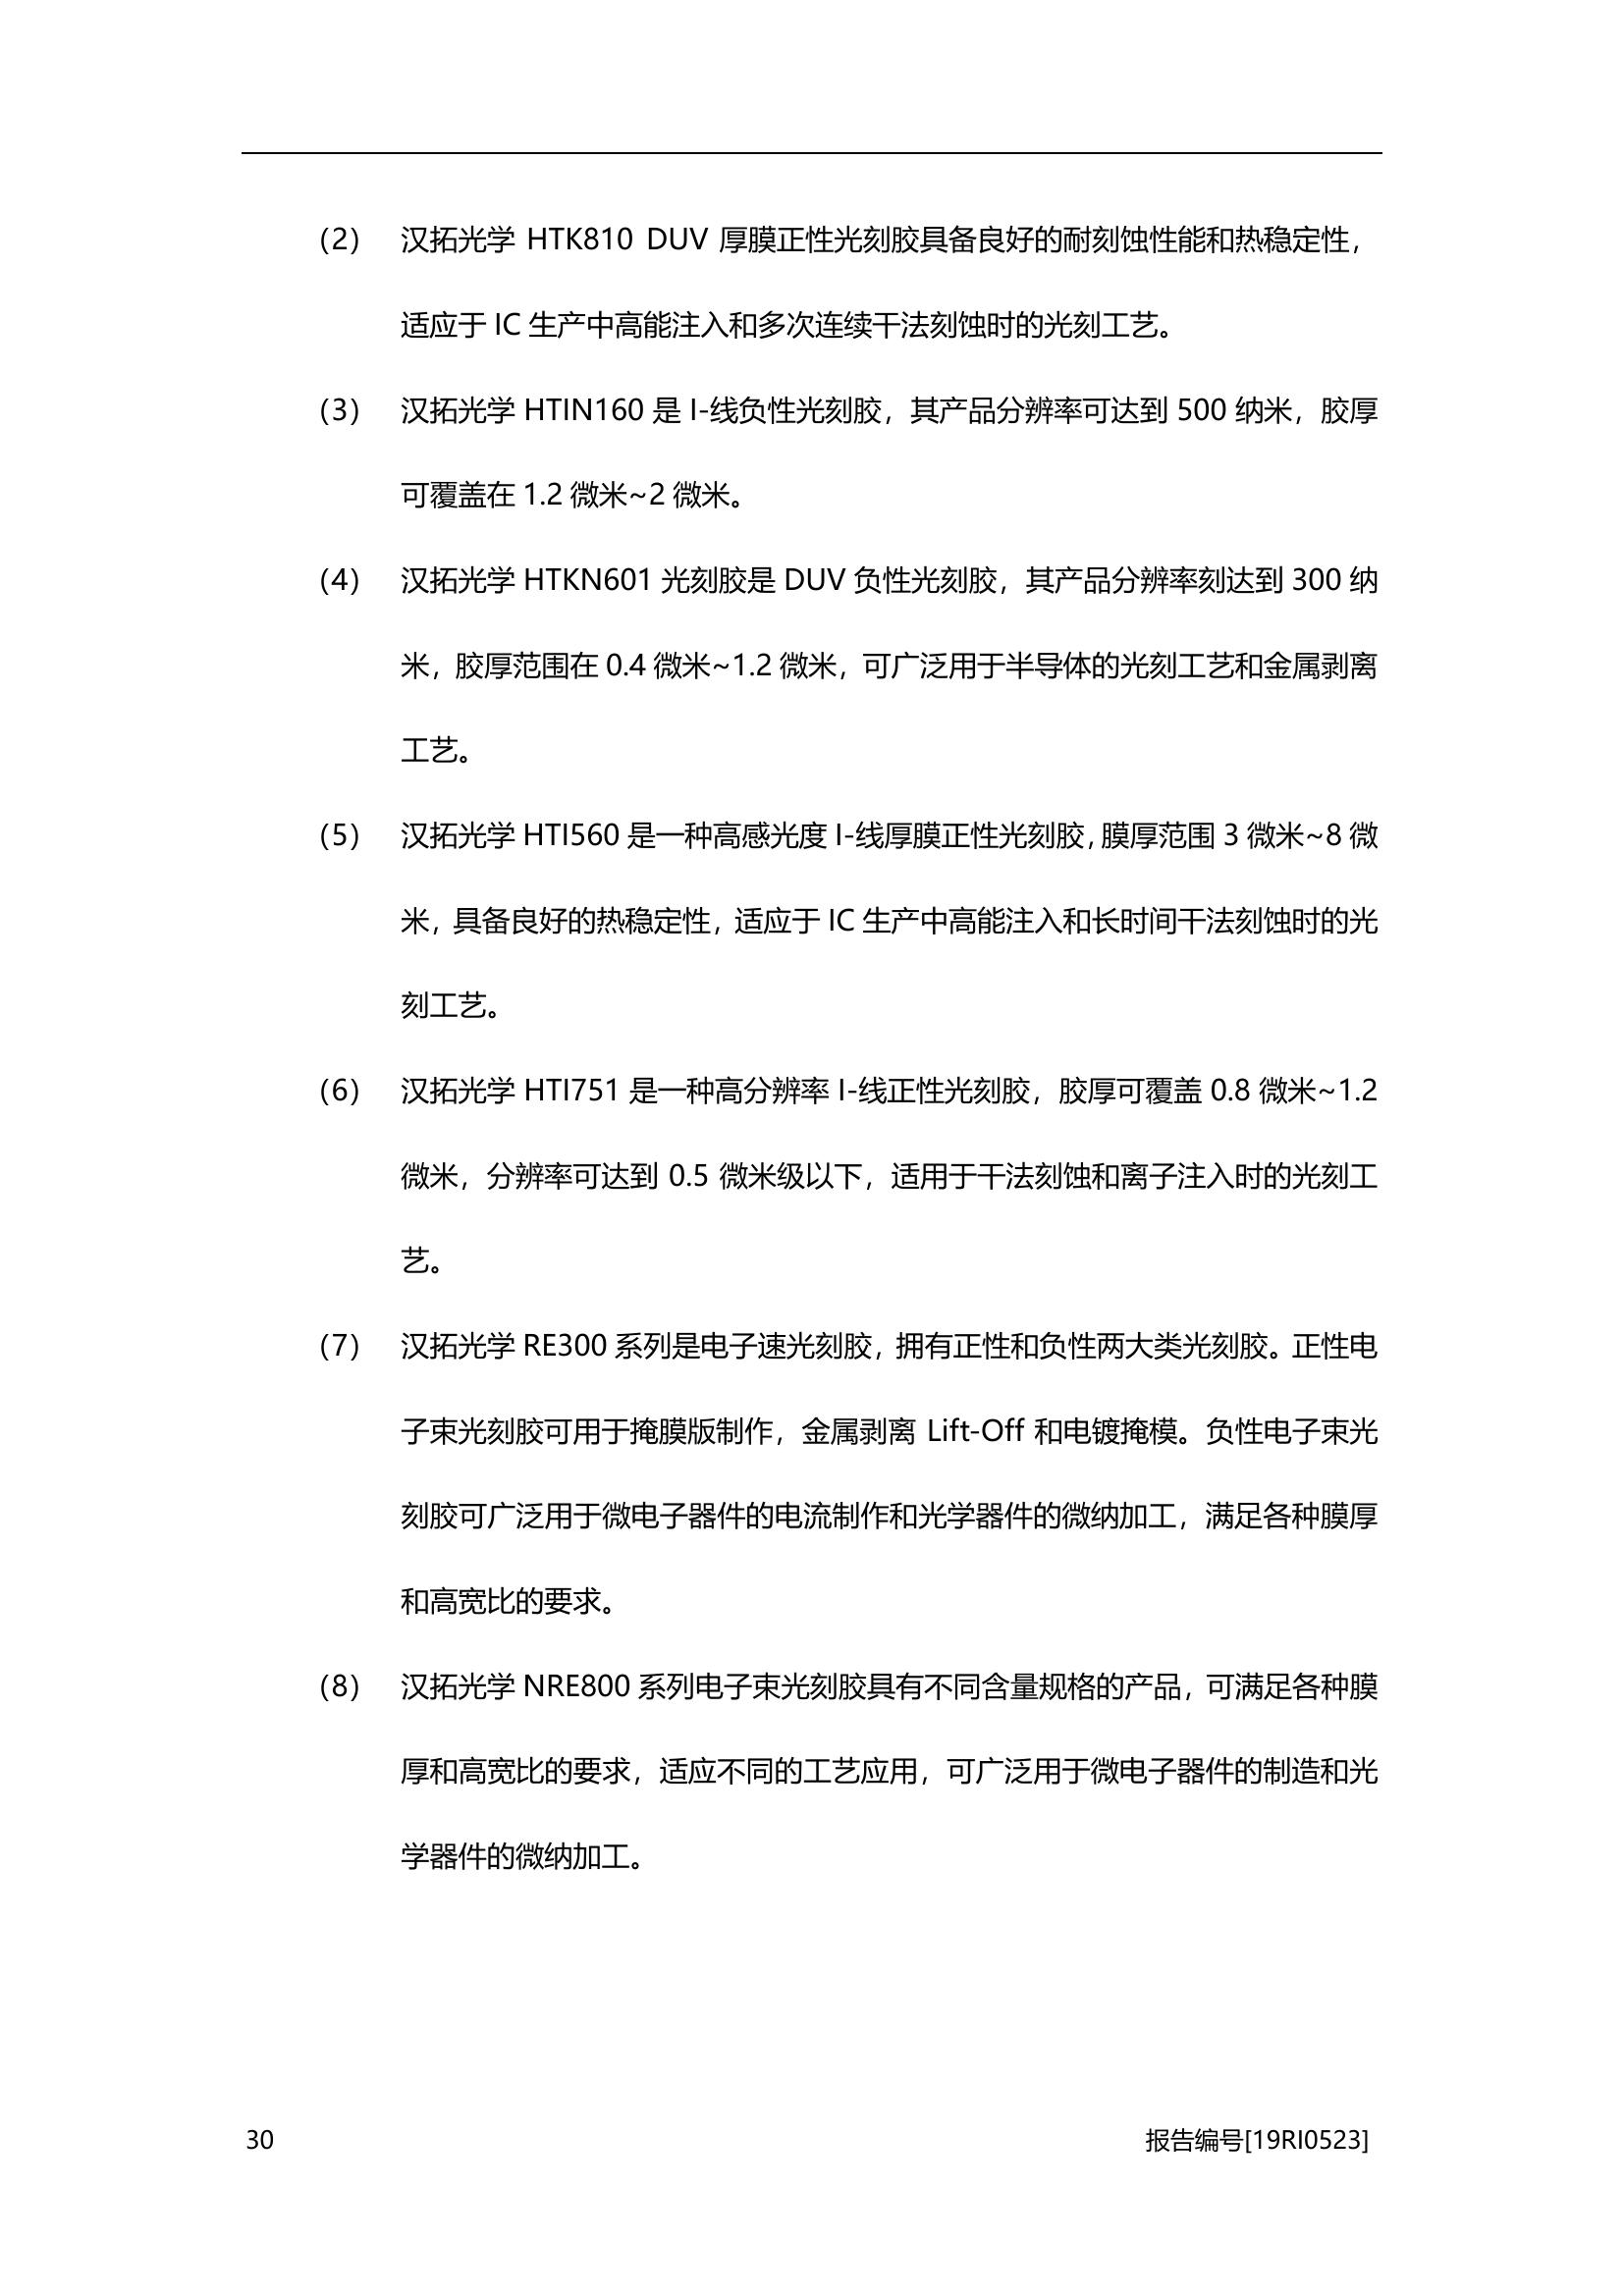 （2） 汉拓光学 HTK810 DUV 厚膜正性光刻胶具备良好的耐刻蚀性能和热稳定性，
适应于 IC 生产中高能注入和多次连续干法刻蚀时的光刻工艺。
（3） 汉拓光学 HTIN160 是 I-线负性光刻胶，其产品分辨率可达到 500 纳米，胶厚
可覆盖在 1.2 微米~2 微米。
（4） 汉拓光学 HTKN601 光刻胶是 DUV 负性光刻胶，其产品分辨率刻达到 300 纳
米，胶厚范围在 0.4 微米~1.2 微米，可广泛用于半导体的光刻工艺和金属剥离
工艺。
（5） 汉拓光学 HTI560 是一种高感光度 I-线厚膜正性光刻胶，膜厚范围 3 微米~8 微
米，具备良好的热稳定性，适应于 IC 生产中高能注入和长时间干法刻蚀时的光
刻工艺。
（6） 汉拓光学 HTI751 是一种高分辨率 I-线正性光刻胶，胶厚可覆盖 0.8 微米~1.2
微米，分辨率可达到 0.5 微米级以下，适用于干法刻蚀和离子注入时的光刻工
艺。
（7） 汉拓光学 RE300 系列是电子速光刻胶，拥有正性和负性两大类光刻胶。正性电
子束光刻胶可用于掩膜版制作，金属剥离 Lift-Off 和电镀掩模。负性电子束光
刻胶可广泛用于微电子器件的电流制作和光学器件的微纳加工，满足各种膜厚
和高宽比的要求。
（8） 汉拓光学 NRE800 系列电子束光刻胶具有不同含量规格的产品，可满足各种膜
厚和高宽比的要求，适应不同的工艺应用，可广泛用于微电子器件的制造和光
学器件的微纳加工。
30 报告编号[19RI0523]